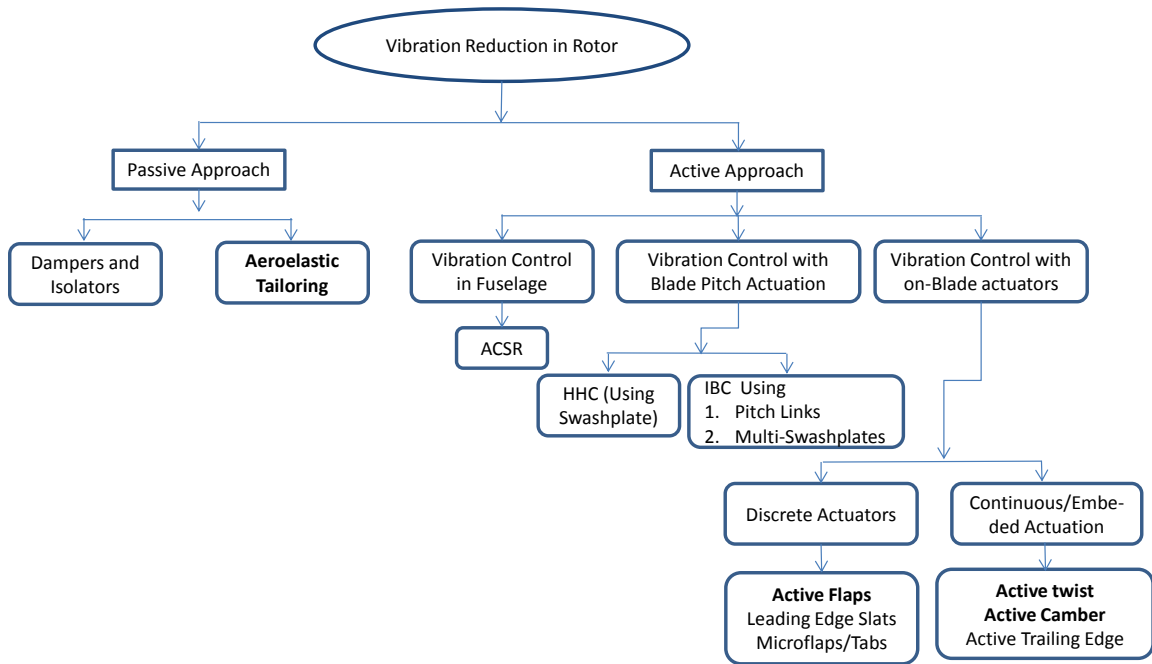 Vibration Reduction in Rotor
Passive Approach
Active Approach
Dampers and
Isolators
Aeroelastic
Tailoring
Vibration Control
in Fuselage
Vibration Control with
Blade Pitch Actuation
Vibration Control with
on-Blade actuators
ACSR
HHC (Using
Swashplate)
IBC Using
1. Pitch Links
2. Multi-Swashplates
Discrete Actuators
Continuous/Embe-
ded Actuation
Active Flaps
Leading Edge Slats
Microflaps/Tabs
Active twist
Active Camber
Active Trailing Edge